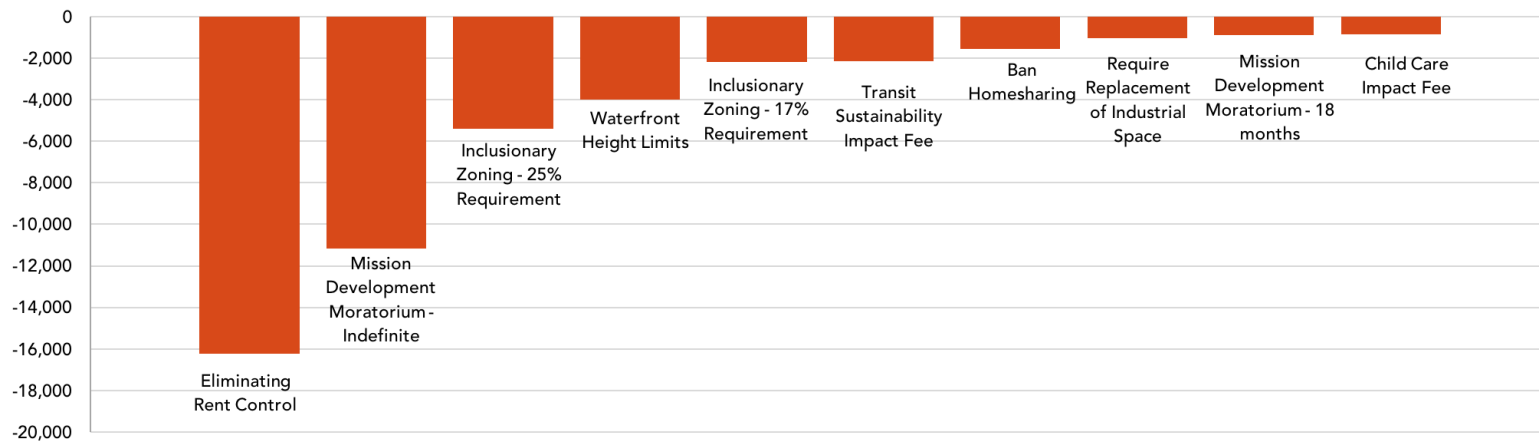 0
-2,000
-4,000
-6,000
-8,000
-10,000
-12,000
-14,000
-16,000
-18,000
-20,000
Eliminating
Rent Control
Mission
Development
Moratorium -
Indefinite
Inclusionary
Zoning - 25%
Requirement
Waterfront
Height Limits
Inclusionary
Zoning - 17%
Requirement
Transit
Sustainability
Impact Fee
Ban
Homesharing
Require
Replacement
of Industrial
Space
Mission
Development
Moratorium - 18
months
Child Care
Impact Fee